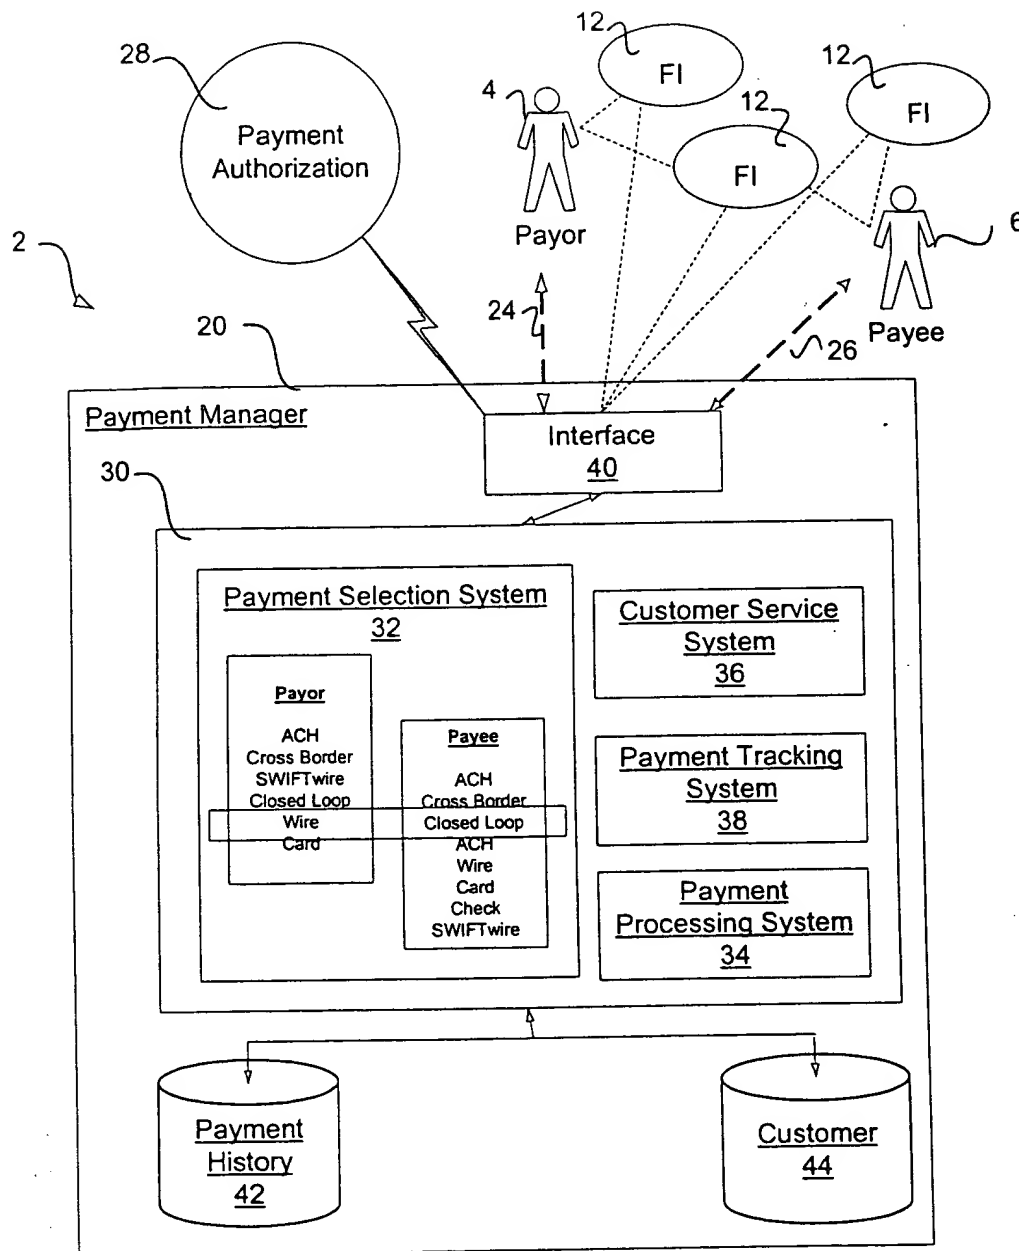 28
Payment
Authorization
12
FI
4
12
FI
12
FI
Payor
6
Payee
2
24
26
20
Payment Manager
Interface
40
30
Payment Selection System
32
Payor
ACH
Cross Border
SWIFTwire
Closed Loop
Wire
Card
Payee
ACH
Cross Border
Closed Loop
ACH
Wire
Card
Check
SWIFTwire
Customer Service
System
36
Payment Tracking
System
38
Payment
Processing System
34
Payment
History
42
Customer
44